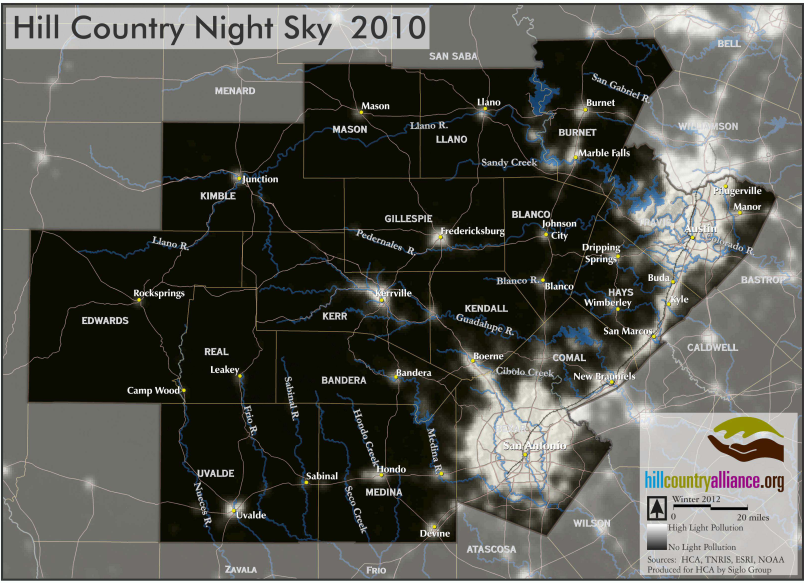 Hill Country Night Sky 2010
BELL
SAN SABA
MENARD
San Gabriel R.
Mason
Llano
Burnet
MASON
Llano R.
LLANO
BURNET
WILLIAMSON
Marble Falls
Sandy Creek
Junction
KIMBLE
Pflugerville
Manor
GILLESPIE
BLANCO
Johnson
City
Fredericksburg
TRAVIS
Austin
Colorado R.
Pedernales R.
Llano R.
Dripping
Springs
Blanco R.
Blanco
Buda
BASTROP
HAYS
Rocksprings
Kerrville
Wimberley
Kyle
KENDALL
EDWARDS
KERR
Guadalupe R.
San Marcos
CALDWELL
REAL
Boerne
COMAL
Leakey
Bandera
Cibolo Creek
New Braunfels
BANDERA
Camp Wood
Sabinal R.
Frio R.
Hondo Creek
Medina R.
San Antonio
UVALDE
Sabinal
Hondo
MEDINA
Nueces R.
Seco Creek
Uvalde
Devine
WILSON
ATASCOSA
ZAVALA
FRIO
hillcountryalliance.org
Winter 2012
0 20 miles
High Light Pollution
No Light Pollution
Sources: HCA, TNRIS, ESRI, NOAA
Produced for HCA by Siglo Group